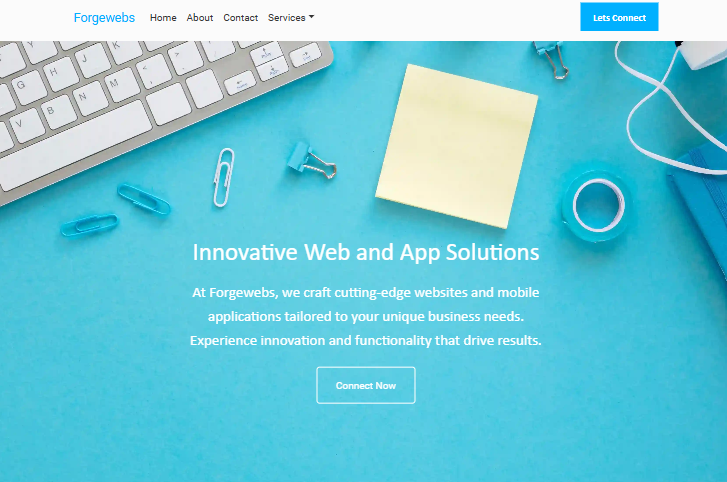 Forgewebs Home About Contact Services Lets Connect
G H J K
V B N M < >
Innovative Web and App Solutions
At Forgewebs, we craft cutting-edge websites and mobile
applications tailored to your unique business needs.
Experience innovation and functionality that drive results.
Connect Now